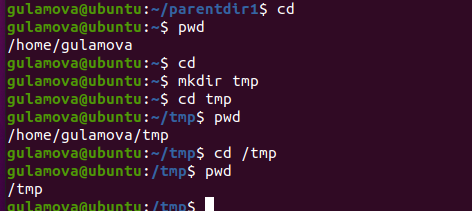 gulamova@ubuntu:~/parentdir1$ cd
gulamova@ubuntu:~$ pwd
/home/gulamova
gulamova@ubuntu:~$ cd
gulamova@ubuntu:~$ mkdir tmp
gulamova@ubuntu:~$ cd tmp
gulamova@ubuntu:~/tmp$ pwd
/home/gulamova/tmp
gulamova@ubuntu:~/tmp$ cd /tmp
gulamova@ubuntu:/tmp$ pwd
/tmp
gulamova@ubuntu:/tmp$